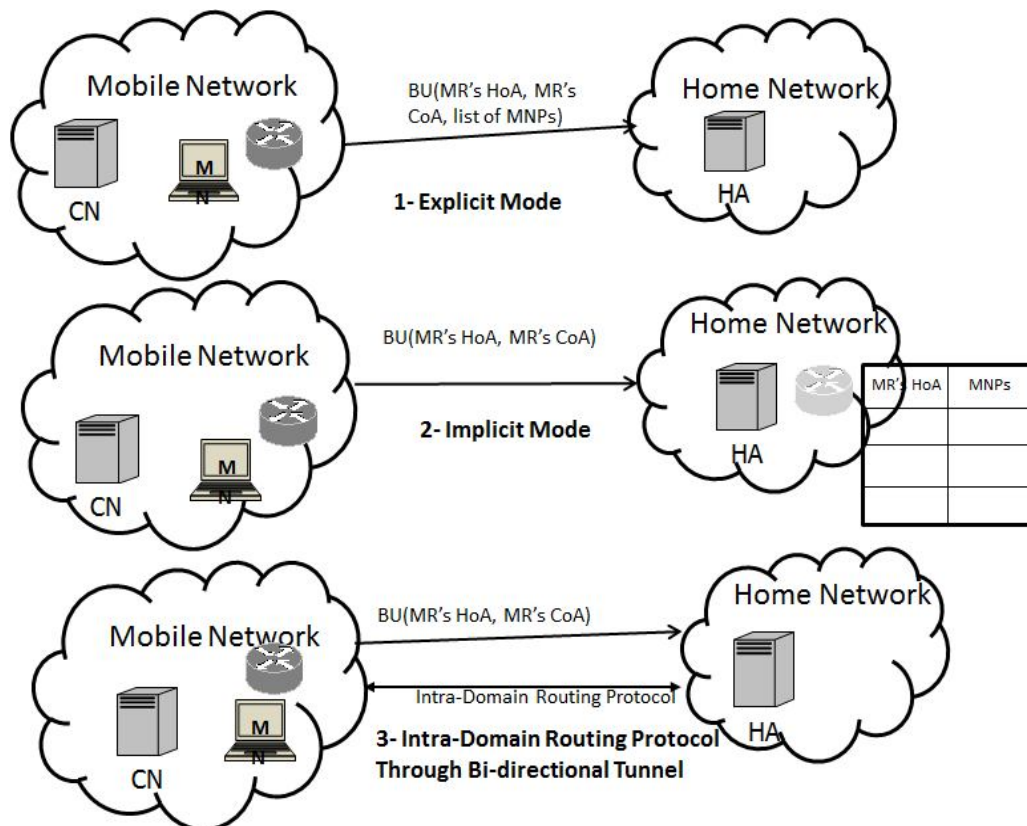 Mobile Network
CN
M
N
BU(MR's HoA, MR's
CoA, list of MNPs)
1- Explicit Mode
Home Network
HA
Mobile Network
CN
M
N
BU(MR's HoA, MR's CoA)
2- Implicit Mode
Home Network
HA
MR's HoA MNPs
Mobile Network
CN
M
N
BU(MR's HoA, MR's CoA)
Intra-Domain Routing Protocol
3- Intra-Domain Routing Protocol
Through Bi-directional Tunnel
Home Network
HA